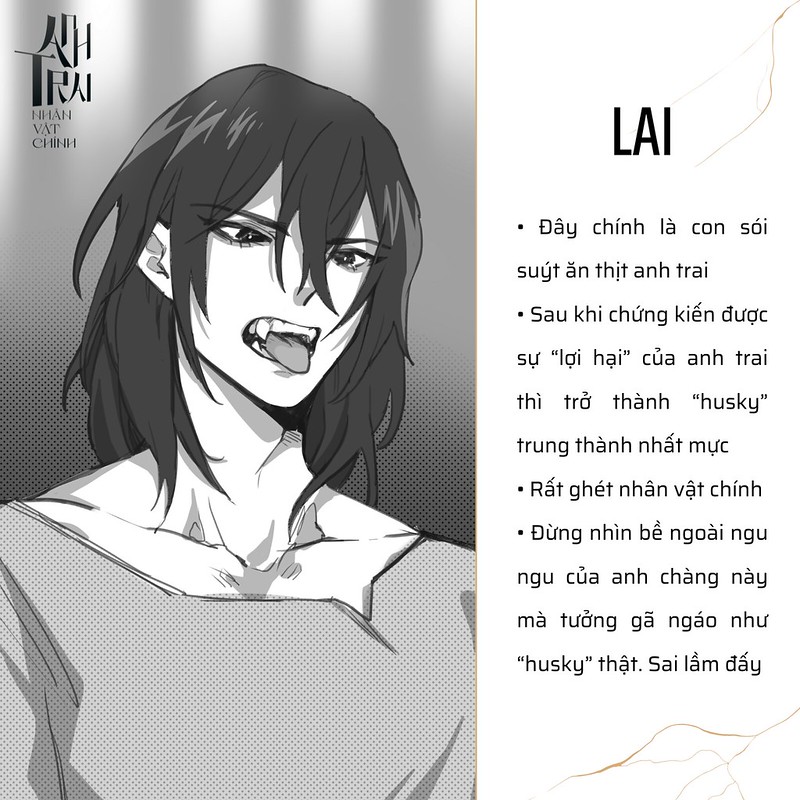 ANH
TRAI
NHÂN
VẬT
CHÍNH
LAI
• Đây chính là con sói
suýt ăn thịt anh trai
• Sau khi chứng kiến được
sự “lợi hại” của anh trai
thì trở thành “husky”
trung thành nhất mực
• Rất ghét nhân vật chính
• Đừng nhìn bề ngoài ngu
ngu của anh chàng này
mà tưởng gã ngáo như
“husky” thật. Sai lầm đấy